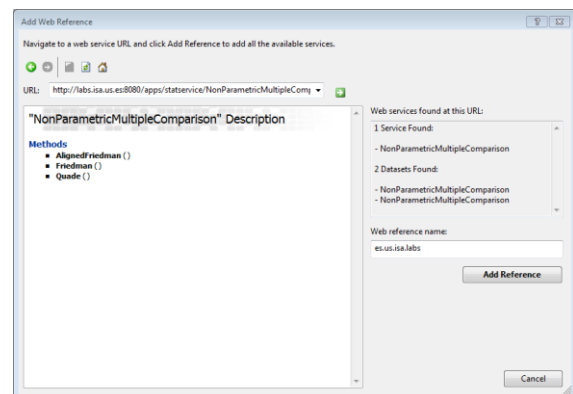 Add Web Reference
Navigate to a web service URL and click Add Reference to add all the available services.
URL: http://labs.isa.us.es:8080/apps/statservice/NonParametricMultipleComp
"NonParametricMultipleComparison" Description
Methods
AlignedFriedman ()
Friedman ()
Quade ()
Web services found at this URL:
1 Service Found:
- NonParametricMultipleComparison
2 Datasets Found:
- NonParametricMultipleComparison
- NonParametricMultipleComparison
Web reference name:
es.us.isa.labs
Add Reference
Cancel